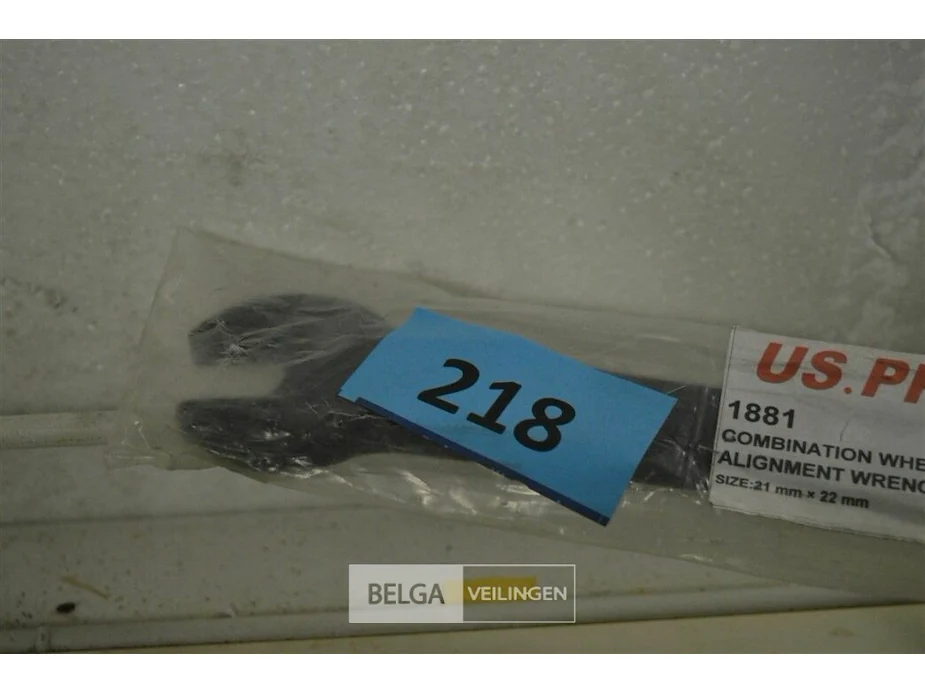 218
US.P
1881
COMBINATION WHE
ALIGNMENT WRENC
SIZE:21 mm × 22 mm
BELGA VEILINGEN